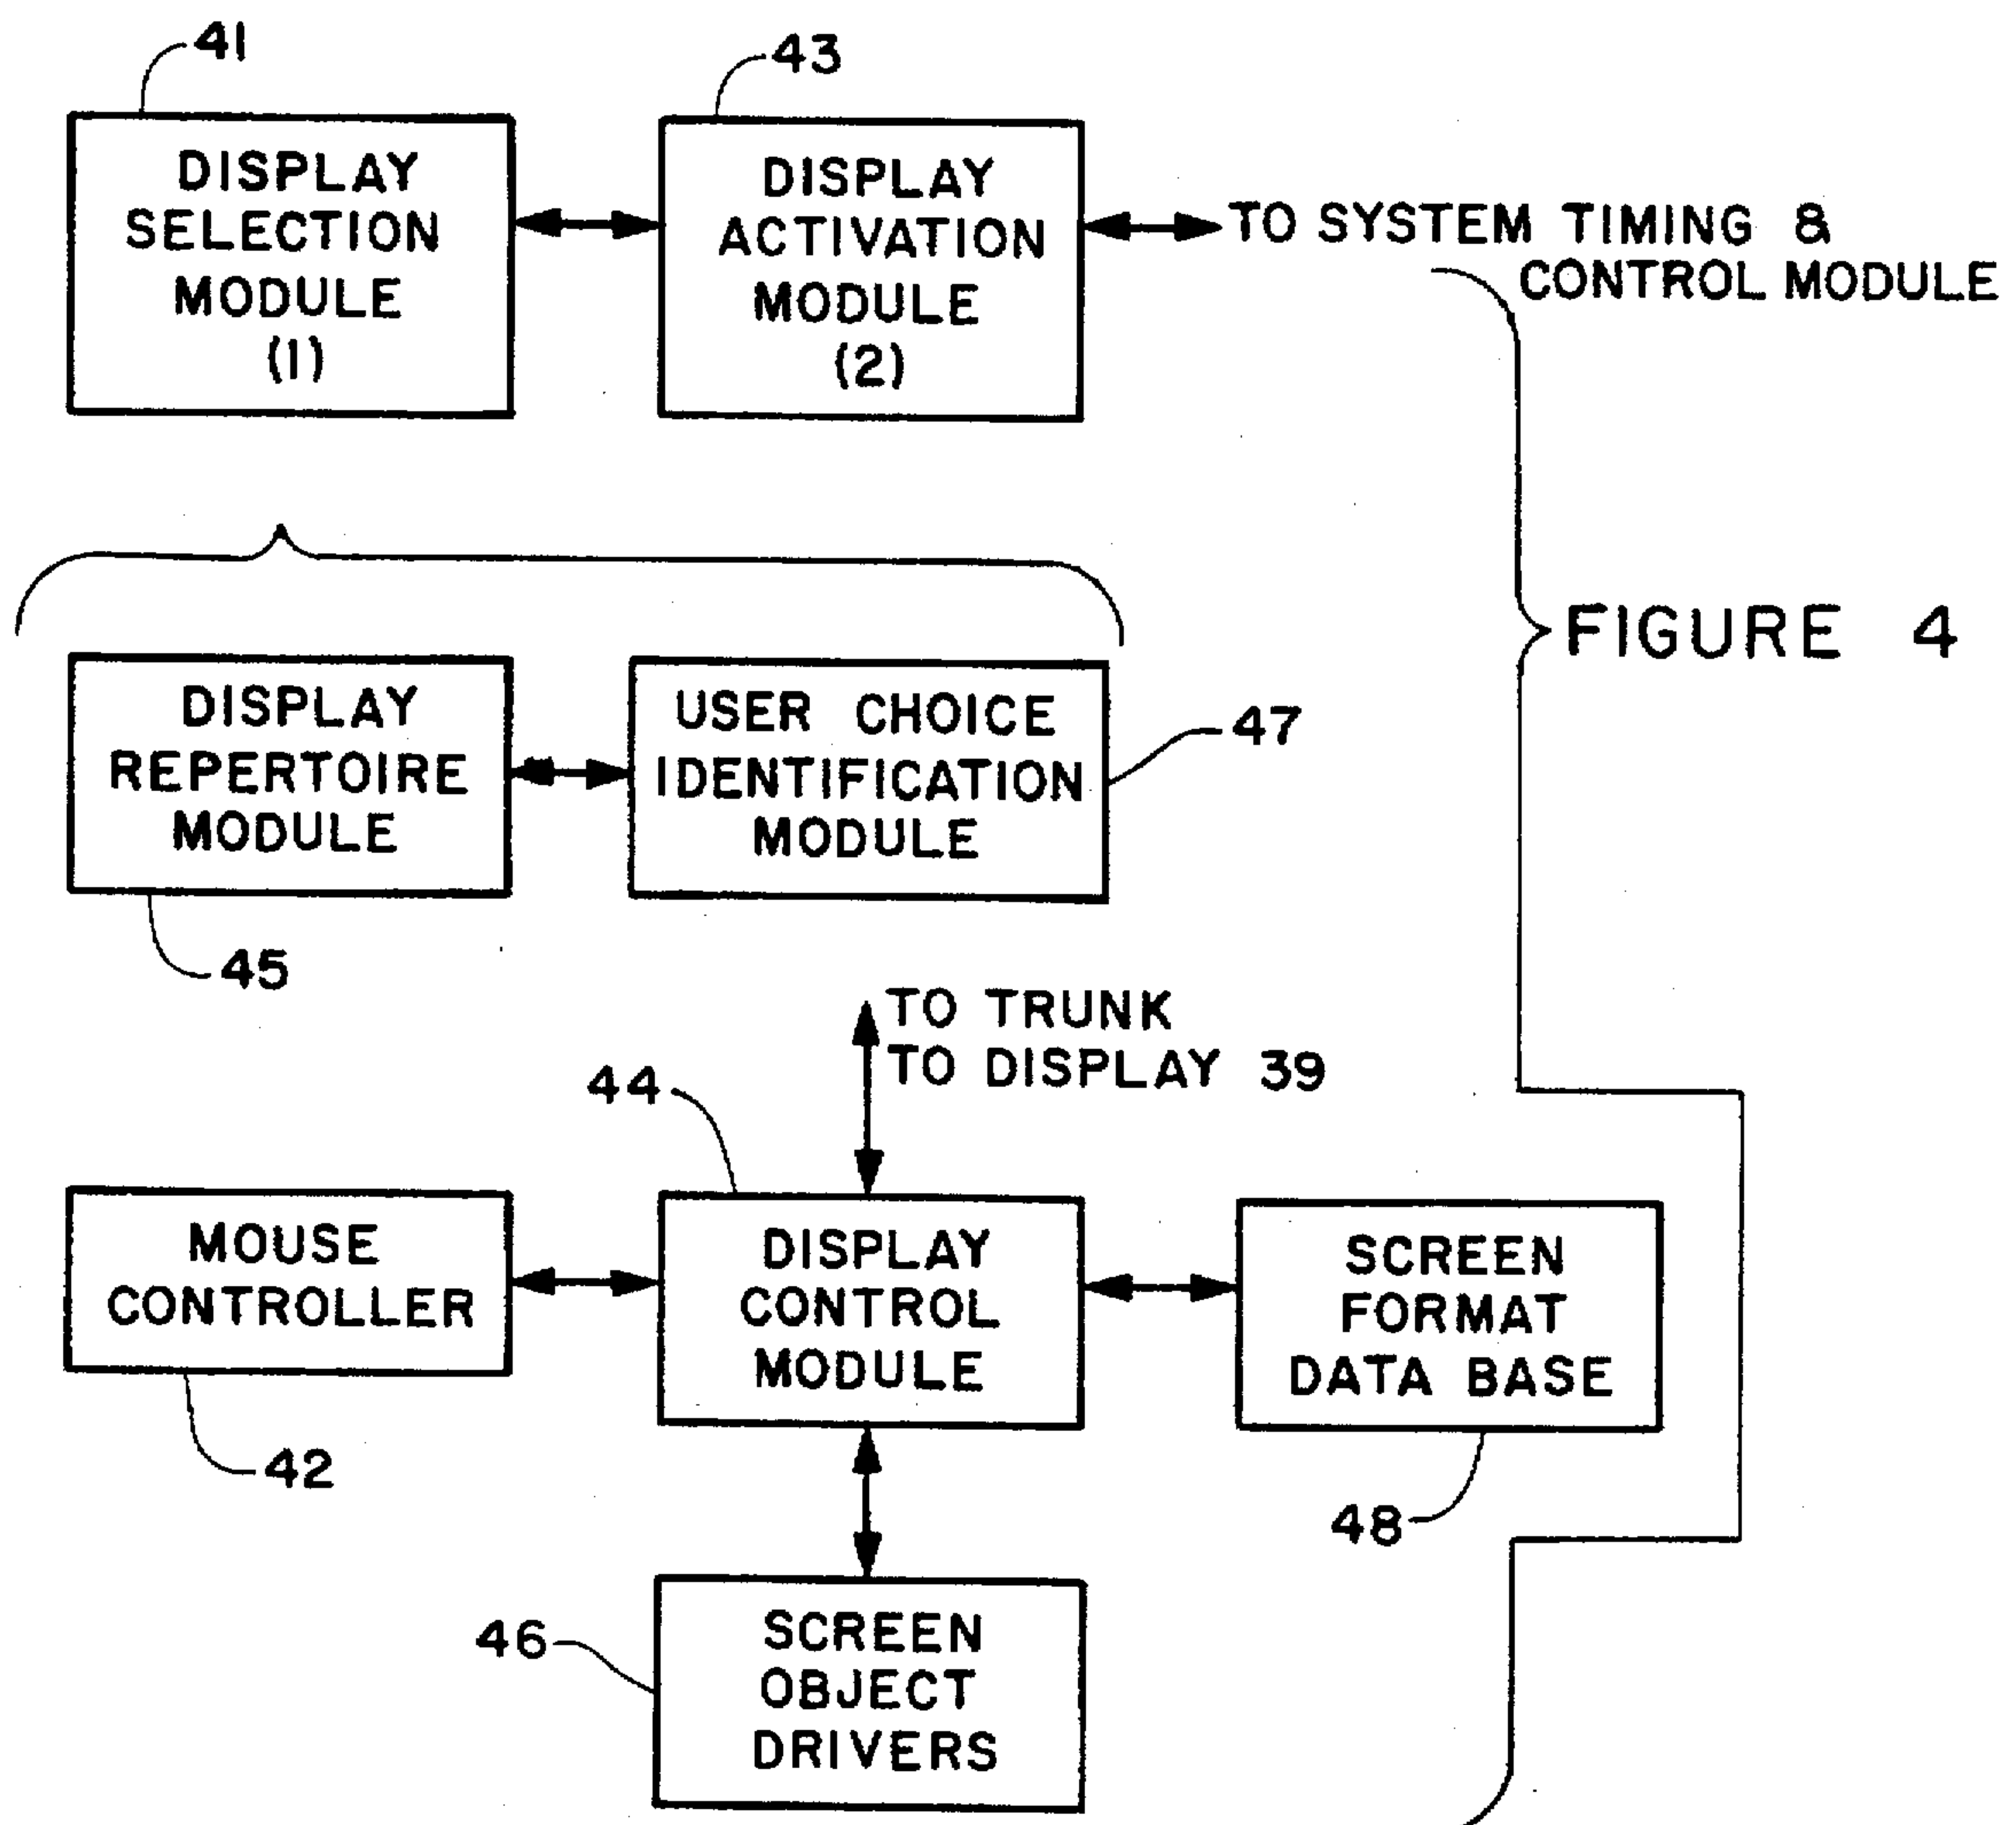 41
43
DISPLAY
SELECTION
MODULE
(1)
DISPLAY
ACTIVATION
MODULE
(2)
TO SYSTEM TIMING &
CONTROL MODULE
FIGURE 4
DISPLAY
REPERTOIRE
MODULE
USER CHOICE
IDENTIFICATION
MODULE
47
45
TO TRUNK
TO DISPLAY 39
44
MOUSE
CONTROLLER
DISPLAY
CONTROL
MODULE
SCREEN
FORMAT
DATA BASE
42
48
46
SCREEN
OBJECT
DRIVERS